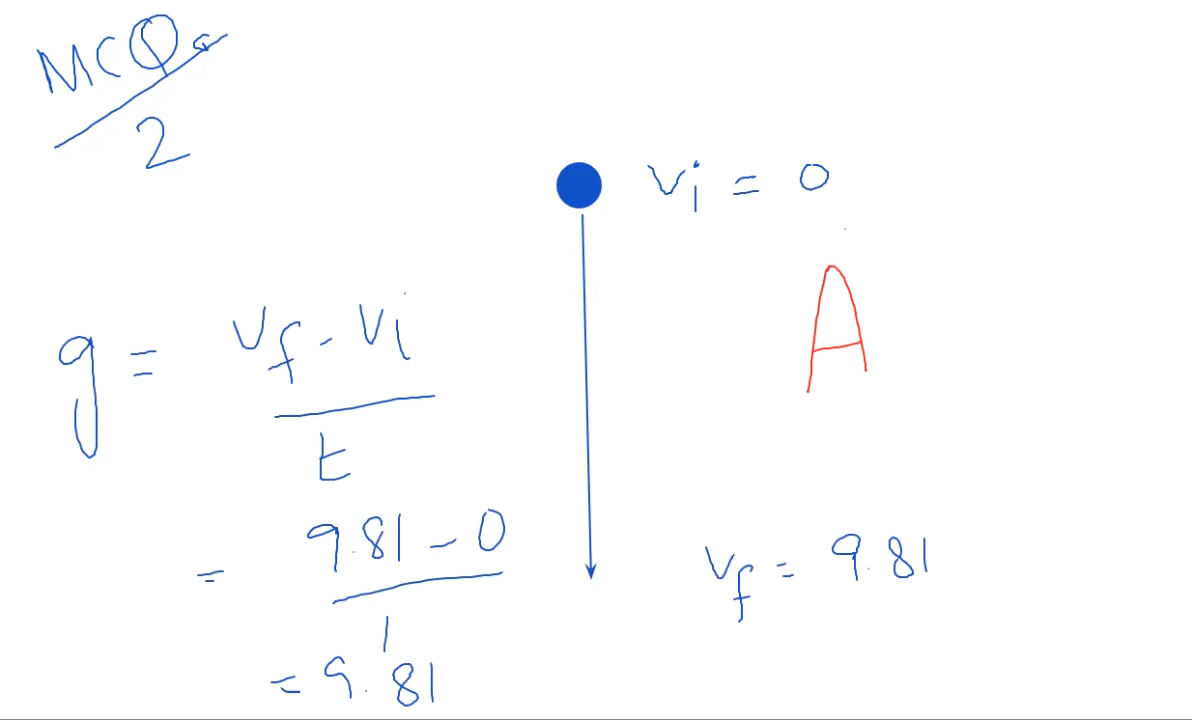 MCQs
2
vi = 0
A
g = vf - vi
t
= 9.81 - 0
1
vf = 9.81
= 9.81